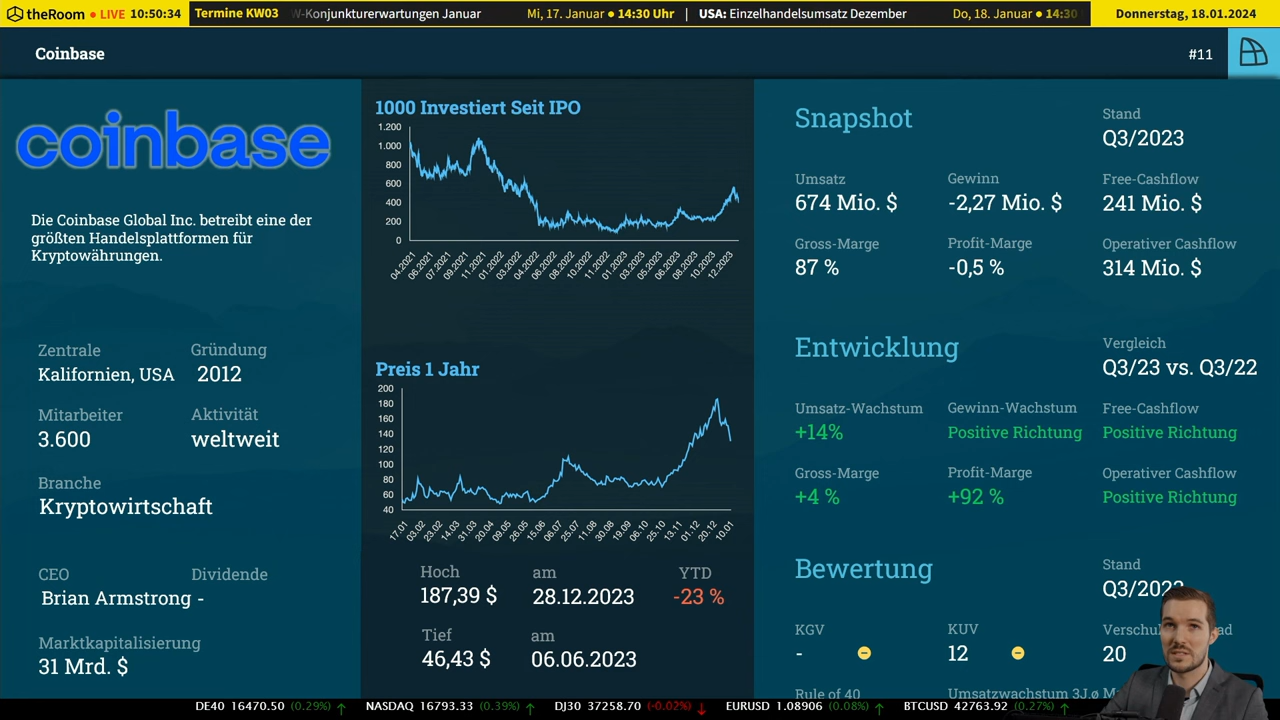 theRoom • LIVE 10:50:34
Termine KW03
W-Konjunkturerwartungen Januar
Mi, 17. Januar ● 14:30 Uhr | USA: Einzelhandelsumsatz Dezember
Do, 18. Januar ● 14:30
Donnerstag, 18.01.2024
Coinbase
#11
coinbase
Die Coinbase Global Inc. betreibt eine der
größten Handelsplattformen für
Kryptowährungen.
Zentrale Gründung
Kalifornien, USA 2012
Mitarbeiter Aktivität
3.600 weltweit
Branche
Kryptowirtschaft
CEO Dividende
Brian Armstrong -
Marktkapitalisierung
31 Mrd. $
1000 Investiert Seit IPO
1.200
1.000
800
600
400
200
0
04.2021 06.2021 07.2021 09.2021 11.2021 01.2022 03.2022 04.2022 06.2022 08.2022 10.2022 11.2022 01.2023 03.2023 05.2023 06.2023 08.2023 10.2023 12.2023
Preis 1 Jahr
200
180
160
140
120
100
80
60
40
17.01 03.02 23.02 14.03 31.03 20.04 09.05 26.05 15.06 06.07 25.07 11.08 30.08 19.09 06.10 25.10 13.11 01.12 20.12 10.01
Hoch am YTD
187,39 $ 28.12.2023 -23 %
Tief am
46,43 $ 06.06.2023
Snapshot
Stand
Q3/2023
Umsatz Gewinn Free-Cashflow
674 Mio. $ -2,27 Mio. $ 241 Mio. $
Gross-Marge Profit-Marge Operativer Cashflow
87 % -0,5 % 314 Mio. $
Entwicklung
Vergleich
Q3/23 vs. Q3/22
Umsatz-Wachstum Gewinn-Wachstum Free-Cashflow
+14% Positive Richtung Positive Richtung
Gross-Marge Profit-Marge Operativer Cashflow
+4 % +92 % Positive Richtung
Bewertung
Stand
Q3/2023
KGV KUV
- 12 20
Rule of 40 Umsatzwachstum 3J.ø
DE40 16470.50 (0.29%) ↑ NASDAQ 16793.33 (0.39%) ↑ DJ30 37258.70 (-0.02%) ↓ EURUSD 1.08906 (0.08%) ↑ BTCUSD 42763.92 (0.27%) ↑